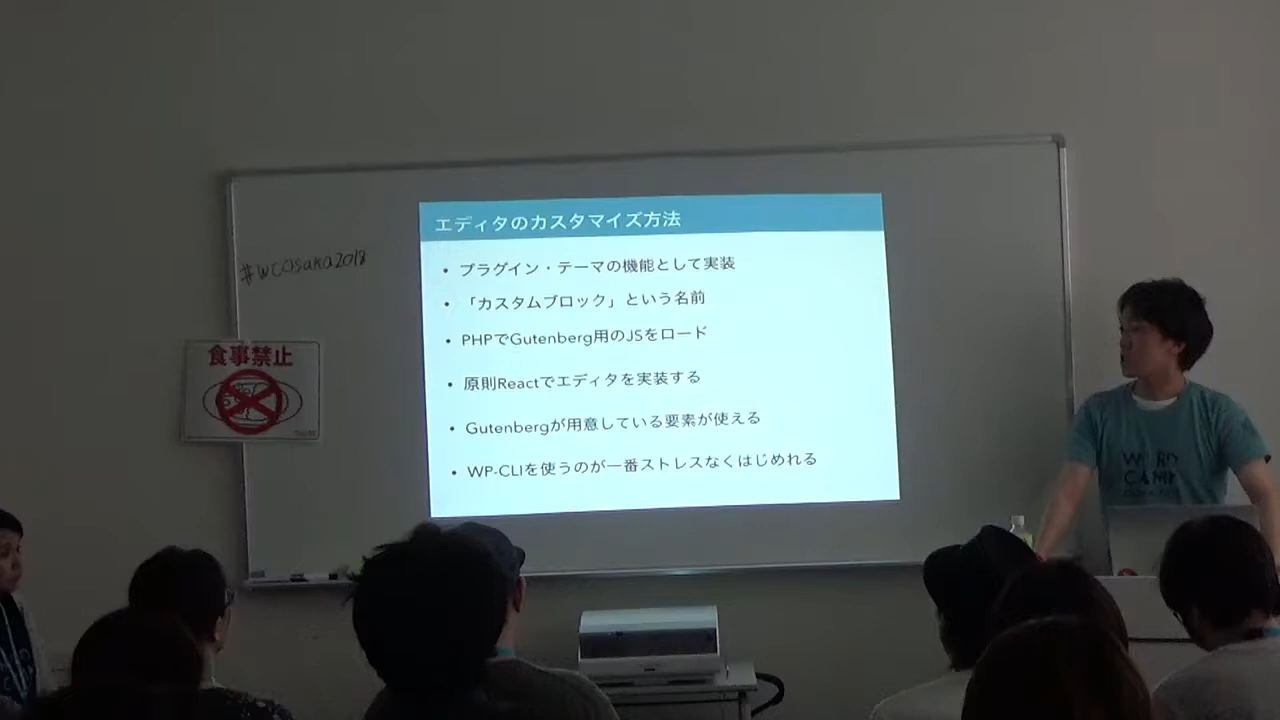 エディタのカスタマイズ方法
• プラグイン・テーマの機能として実装
• 「カスタムブロック」という名前
• PHPでGutenberg用のJSをロード
• 原則Reactでエディタを実装する
• Gutenbergが用意している要素が使える
• WP-CLIを使うのが一番ストレスなくはじめれる
#WCOsaka2018
食事禁止
WORD
CAMP